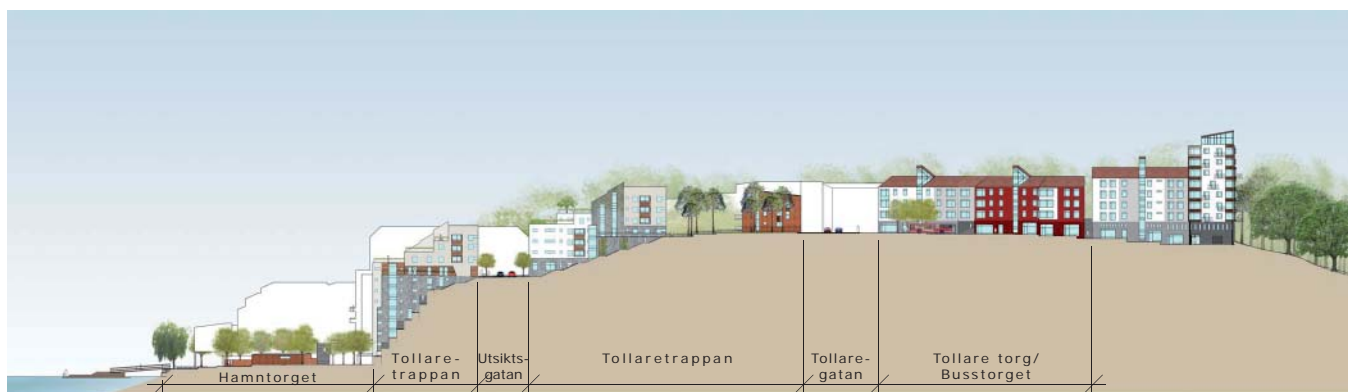 Hamntorget
Tollare-
trappan
Utsikts-
gatan
Tollaretrappan
Tollare-
gatan
Tollare torg/
Busstorget